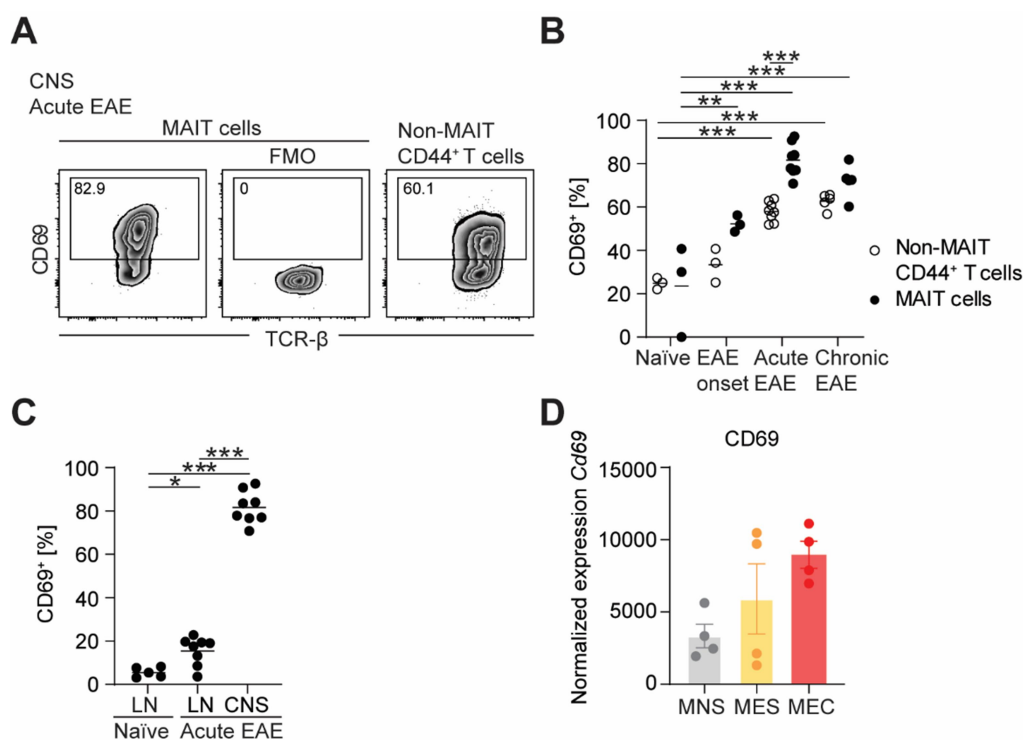 A
CNS
Acute EAE
MAIT cells
FMO
Non-MAIT
CD44⁺ T cells
82.9
0
60.1
CD69
TCR-β
B
***
***
***
**
***
***
CD69⁺ [%]
100
80
60
40
20
0
Naïve EAE onset
Acute EAE
Chronic EAE
Non-MAIT
CD44⁺ T cells
MAIT cells
C
***
***
*
CD69⁺ [%]
100
80
60
40
20
0
LN LN CNS
Naïve Acute EAE
D
CD69
Normalized expression Cd69
15000
10000
5000
0
MNS MES MEC